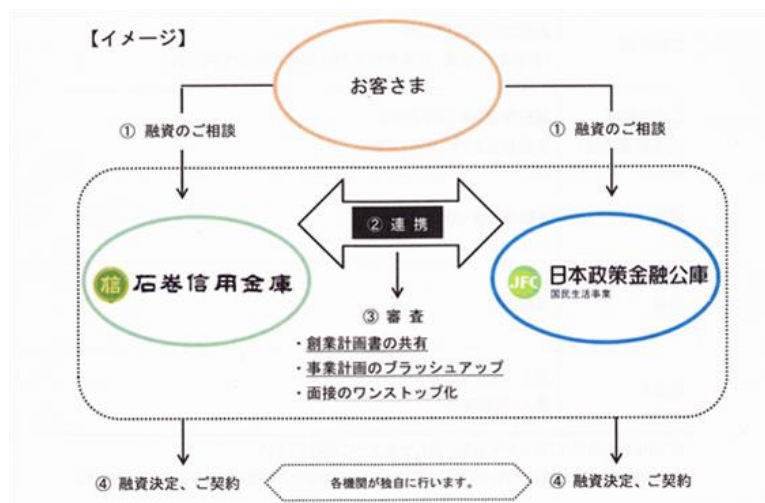 【イメージ】
お客さま
① 融資のご相談
① 融資のご相談
② 連 携
信 石巻信用金庫
JFC 日本政策金融公庫
国民生活事業
③ 審 査
・創業計画書の共有
・事業計画のブラッシュアップ
・面接のワンストップ化
④ 融資決定、ご契約
各機関が独自に行います。
④ 融資決定、ご契約